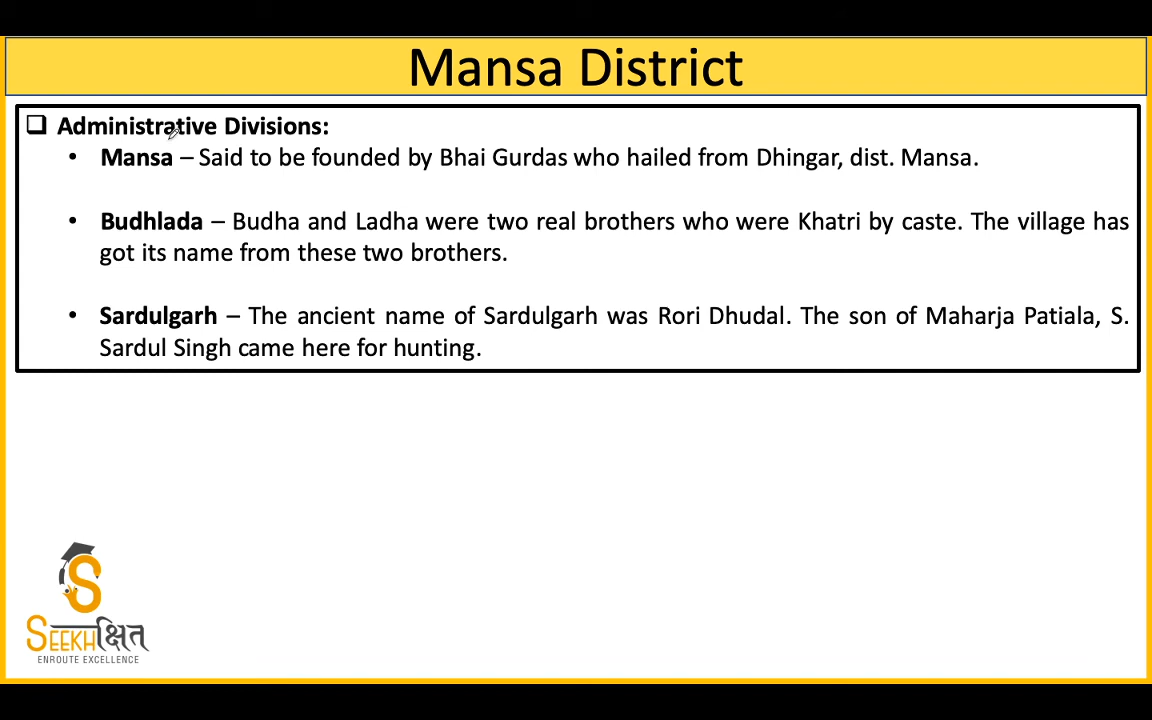 Mansa District
❑ Administrative Divisions:
• Mansa – Said to be founded by Bhai Gurdas who hailed from Dhingar, dist. Mansa.
• Budhlada – Budha and Ladha were two real brothers who were Khatri by caste. The village has
got its name from these two brothers.
• Sardulgarh – The ancient name of Sardulgarh was Rori Dhudal. The son of Maharja Patiala, S.
Sardul Singh came here for hunting.
S
SEEKHक्षित
ENROUTE EXCELLENCE